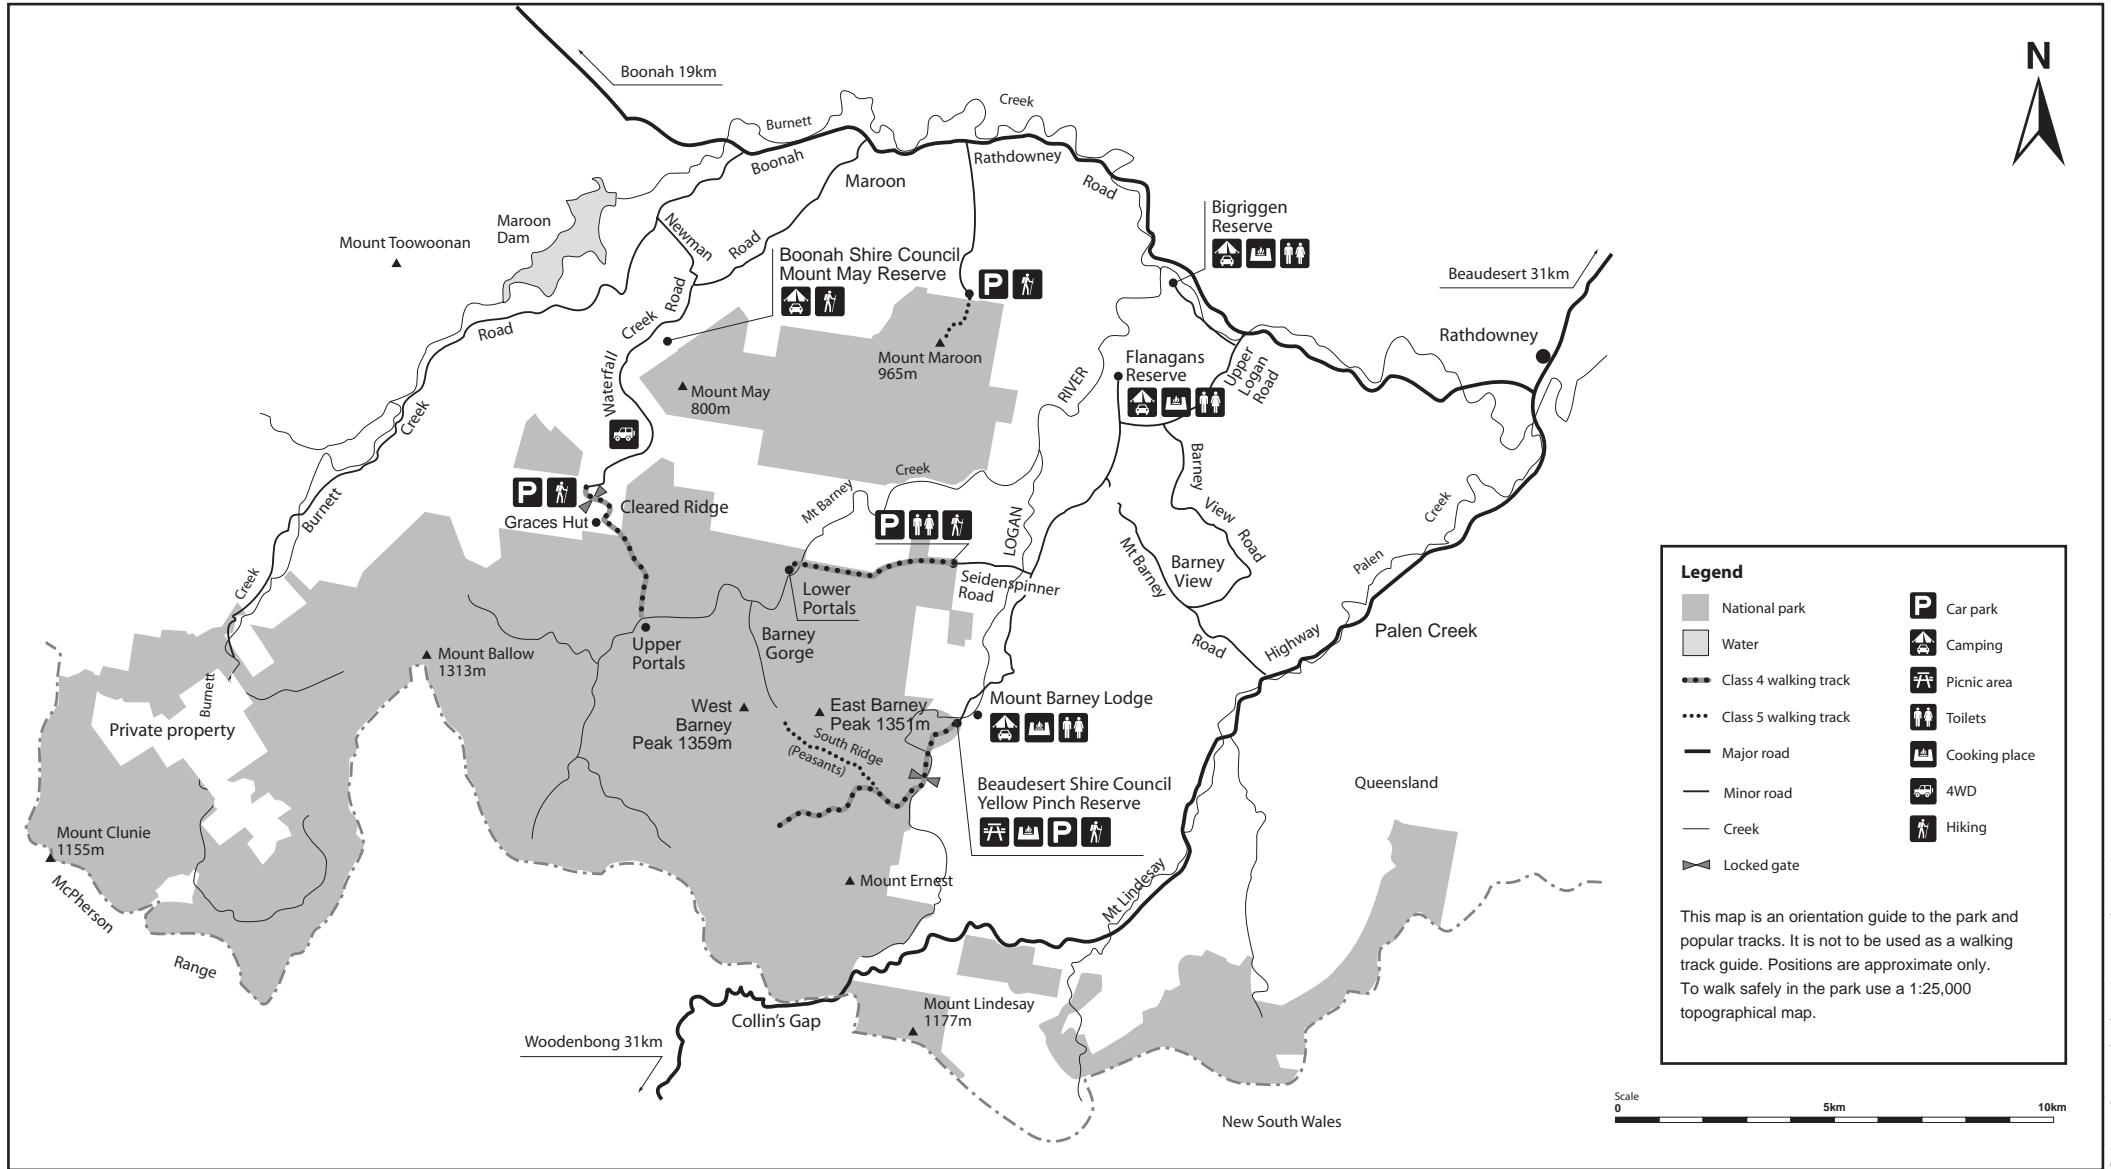 N
Boonah 19km
Burnett
Creek
Boonah
Rathdowney
Road
Maroon
Bigriggen
Reserve
Maroon
Dam
Mount Toowoonan
Newman
Road
Boonah Shire Council
Mount May Reserve
P
Beaudesert 31km
Rathdowney
Road
Creek
Road
Waterfall
Mount Maroon
965m
Mount May
800m
Flanagans
Reserve
Upper
Logan
Road
RIVER
LOGAN
Creek
Burnett
Creek
Creek
Mt Barney
P
Cleared Ridge
Graces Hut
P
Barney
View
Road
Creek
Palen
Mt Barney
Road
Barney
View
Seidenspinner
Road
Lower
Portals
Upper
Portals
Barney
Gorge
Highway
Palen Creek
Mount Ballow
1313m
Burnett
Private property
West
Barney
Peak 1359m
East Barney
Peak 1351m
South Ridge
(Peasants)
Mount Barney Lodge
Beaudesert Shire Council
Yellow Pinch Reserve
P
Queensland
Mount Clunie
1155m
McPherson
Range
Mount Ernest
Mt Lindesay
Mount Lindesay
1177m
Collin's Gap
Woodenbong 31km
New South Wales
Legend
National park
Water
Class 4 walking track
Class 5 walking track
Major road
Minor road
Creek
Locked gate
P Car park
Camping
Picnic area
Toilets
Cooking place
4WD
Hiking
This map is an orientation guide to the park and
popular tracks. It is not to be used as a walking
track guide. Positions are approximate only.
To walk safely in the park use a 1:25,000
topographical map.
Scale
0 5km 10km